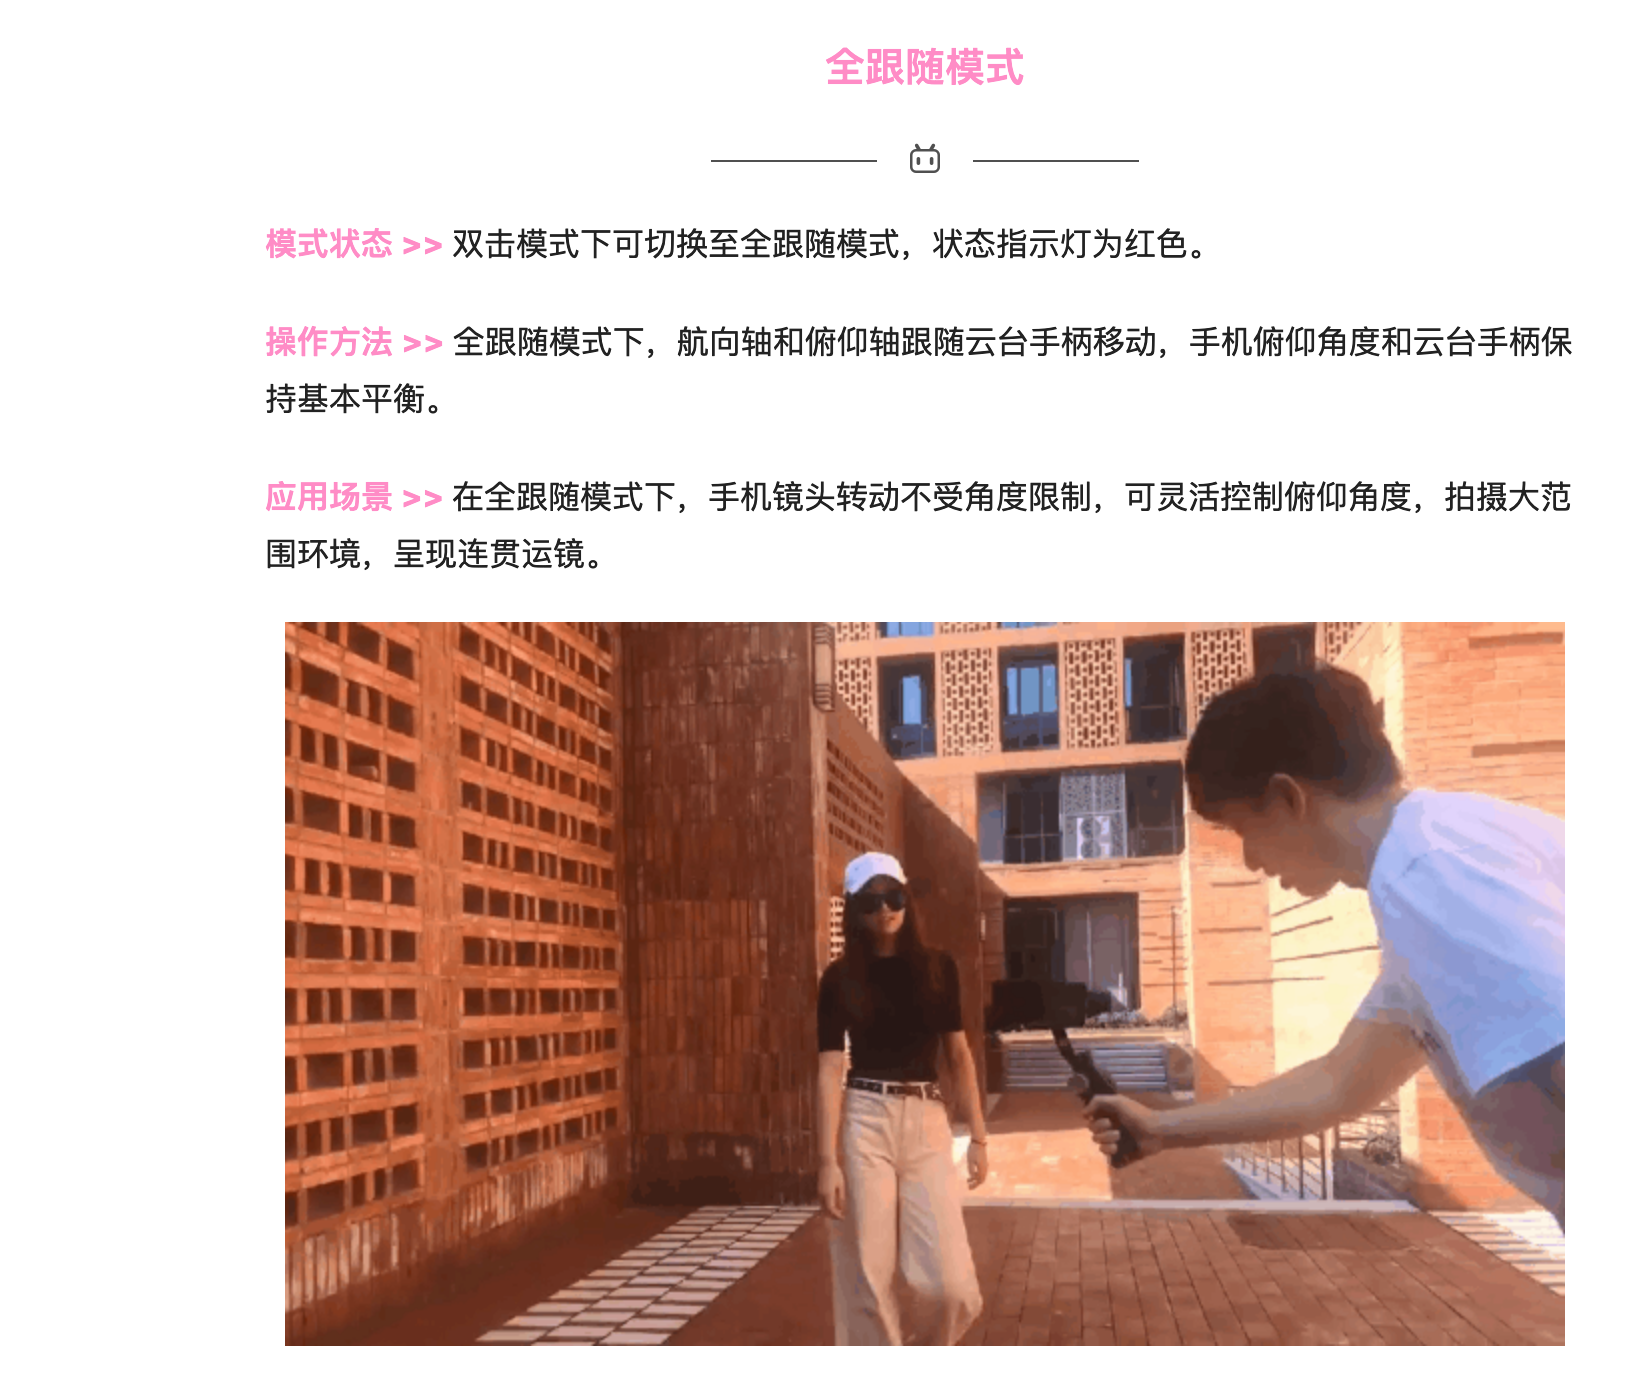 全跟随模式
模式状态 >> 双击模式下可切换至全跟随模式，状态指示灯为红色。
操作方法 >> 全跟随模式下，航向轴和俯仰轴跟随云台手柄移动，手机俯仰角度和云台手柄保
持基本平衡。
应用场景 >> 在全跟随模式下，手机镜头转动不受角度限制，可灵活控制俯仰角度，拍摄大范
围环境，呈现连贯运镜。